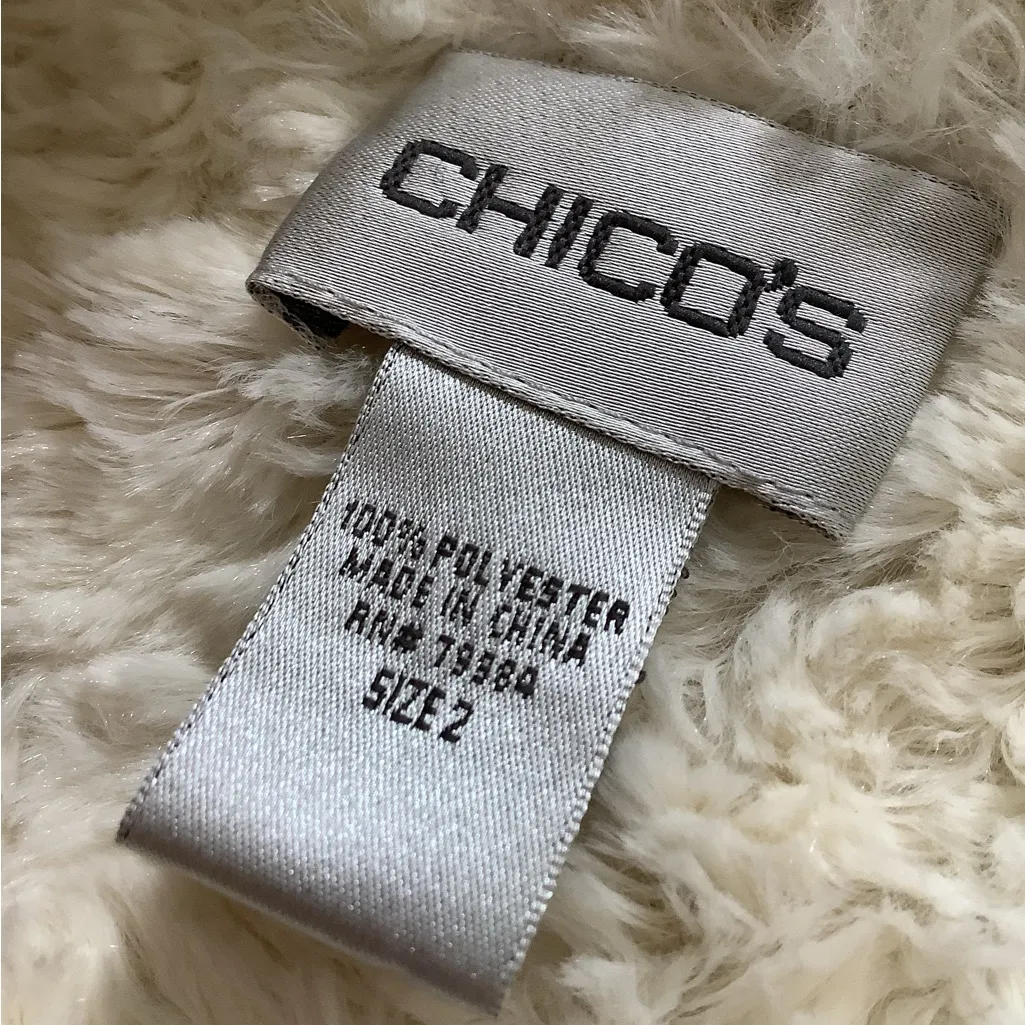 CHICO'S
100% POLYESTER
MADE IN CHINA
RN# 79384
SIZE 2